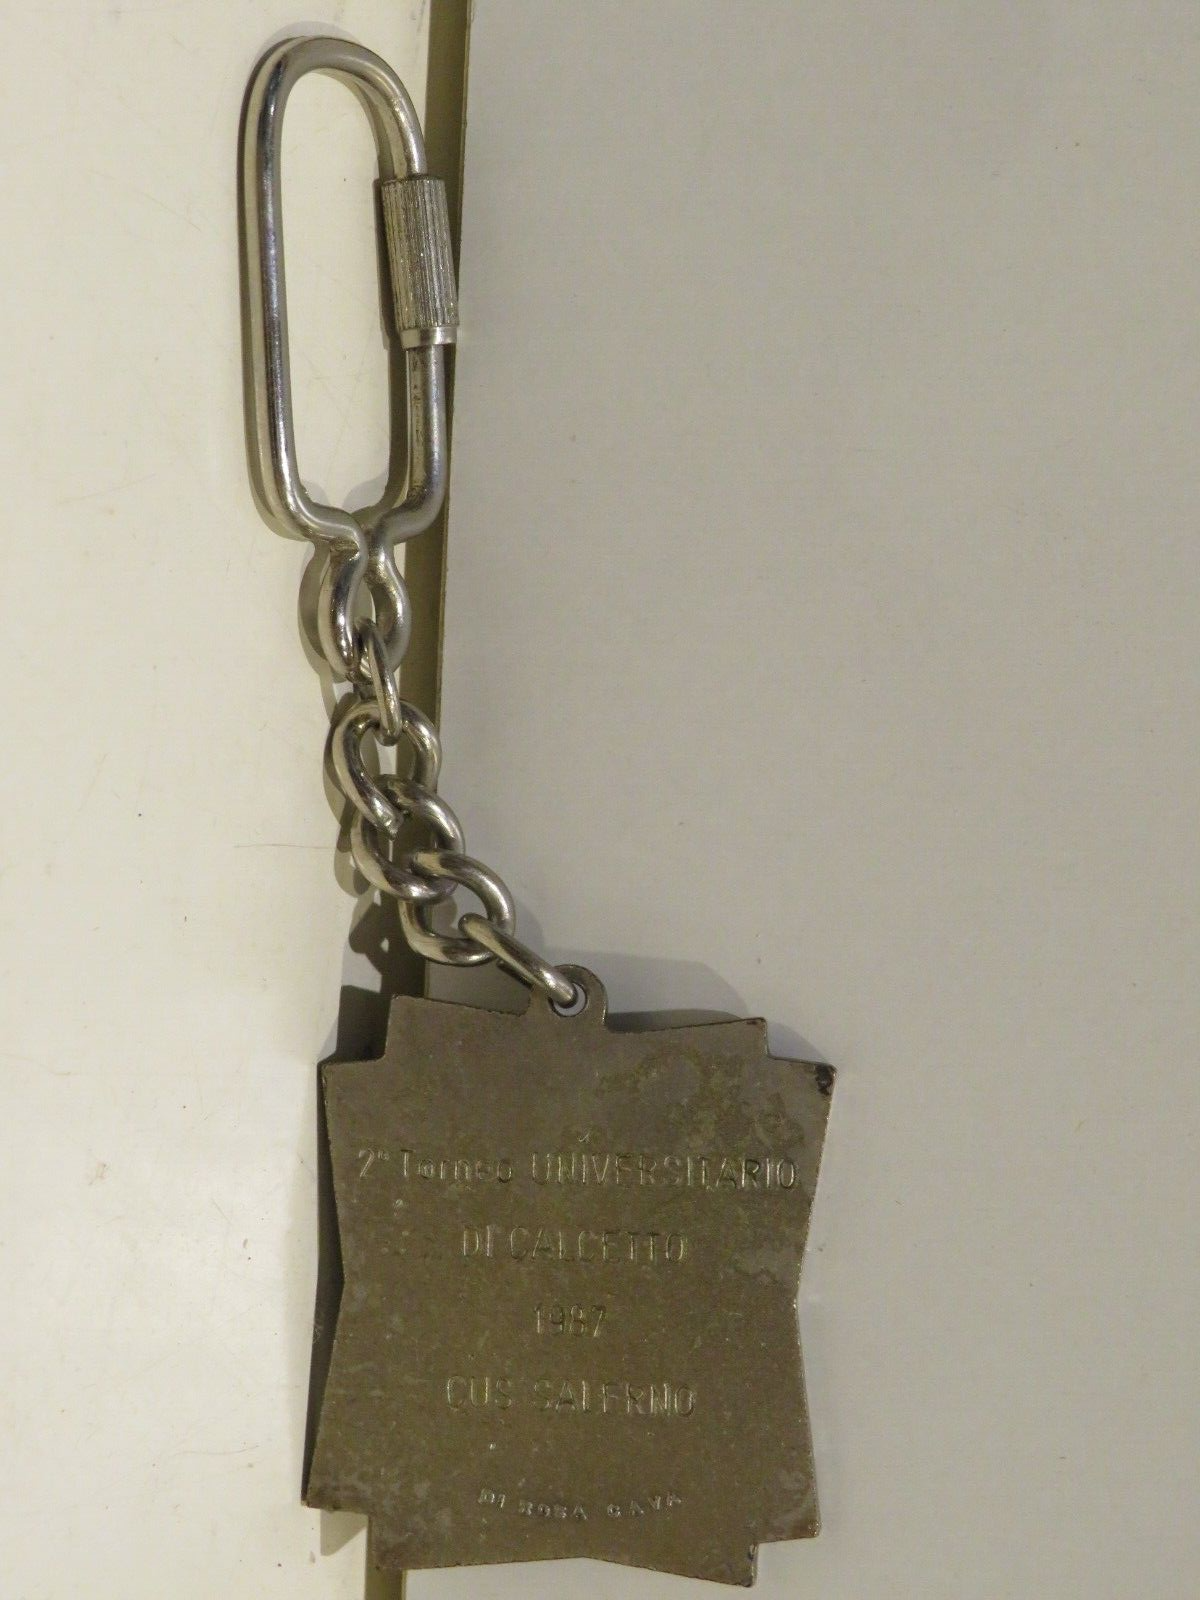 2° Torneo UNIVERSITARIO
DI CALCETTO
1987
CUS SALERNO
DI ROSA CAVA